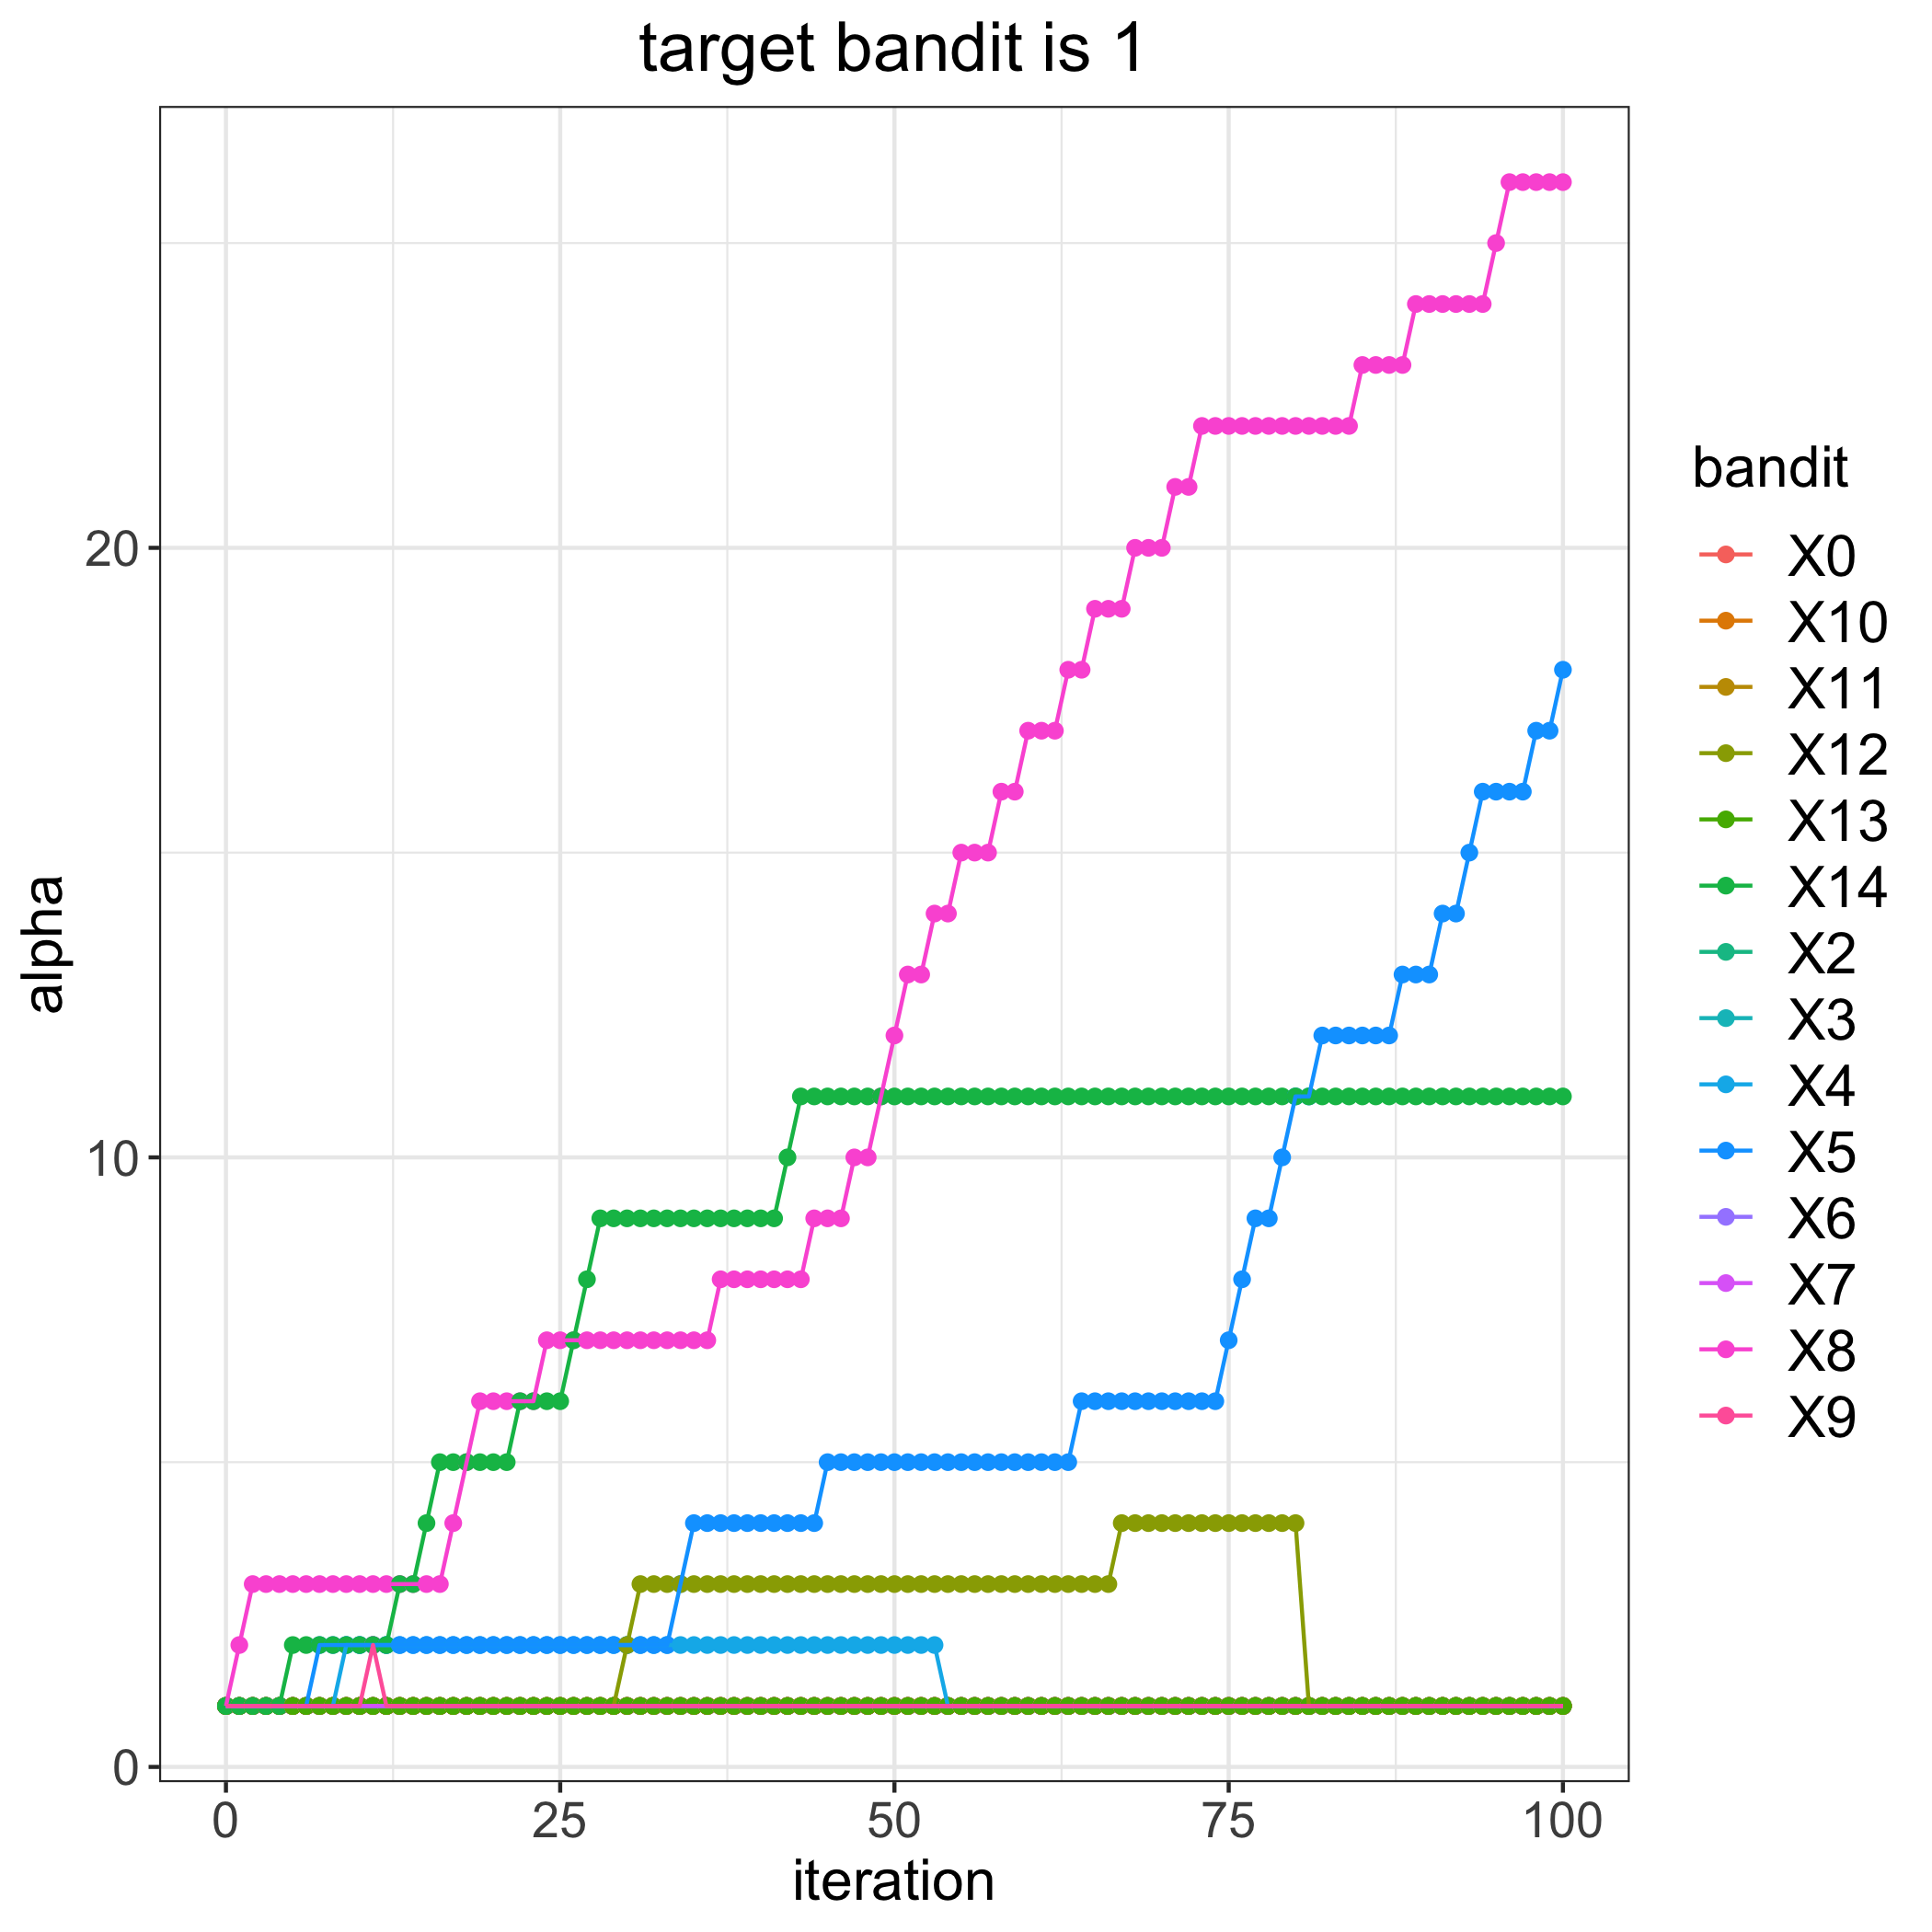 target bandit is 1
alpha
20
10
0
0 25 50 75 100
iteration
bandit
X0
X10
X11
X12
X13
X14
X2
X3
X4
X5
X6
X7
X8
X9